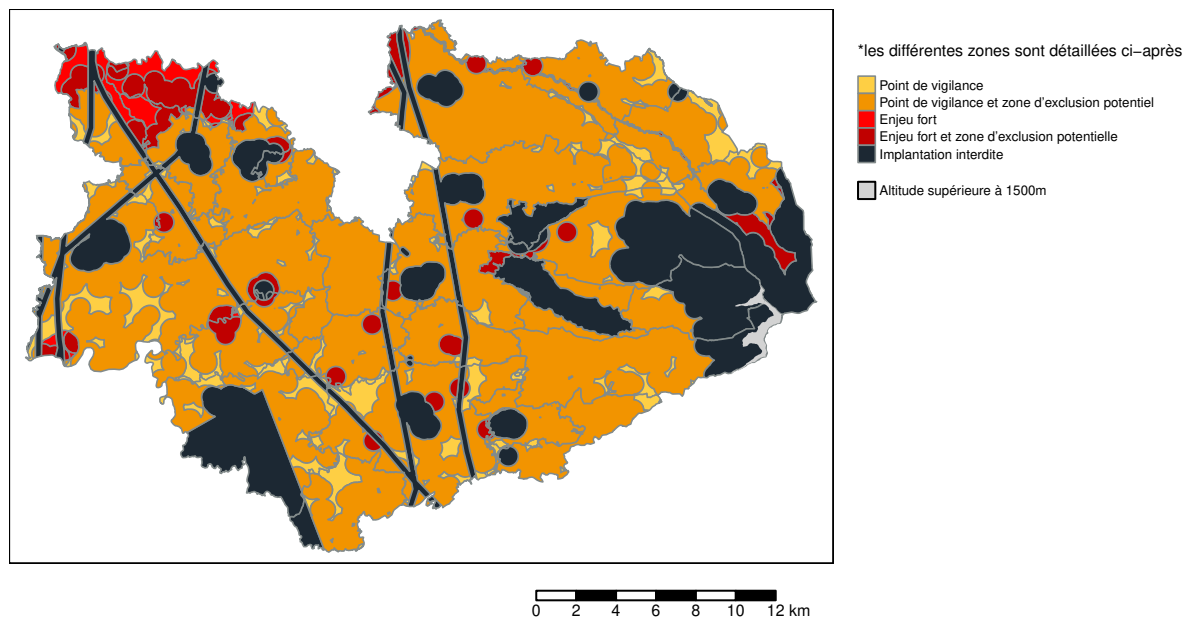 *les différentes zones sont détaillées ci−après
Point de vigilance
Point de vigilance et zone d'exclusion potentiel
Enjeu fort
Enjeu fort et zone d'exclusion potentielle
Implantation interdite
Altitude supérieure à 1500m
0 2 4 6 8 10 12 km